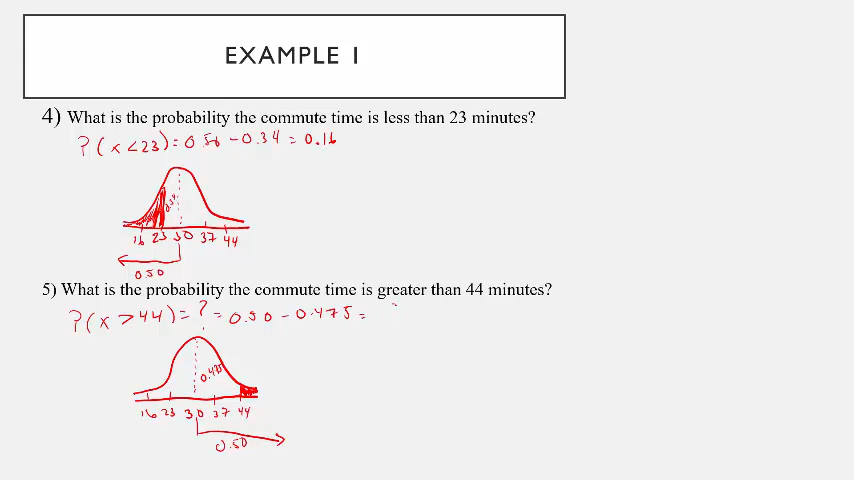 EXAMPLE 1
4) What is the probability the commute time is less than 23 minutes?
P(x<23)=0.50-0.34=0.16
0.34
16 23 30 37 44
0.50
5) What is the probability the commute time is greater than 44 minutes?
P(x>44)=?=0.50-0.475=
0.475
16 23 30 37 44
0.50